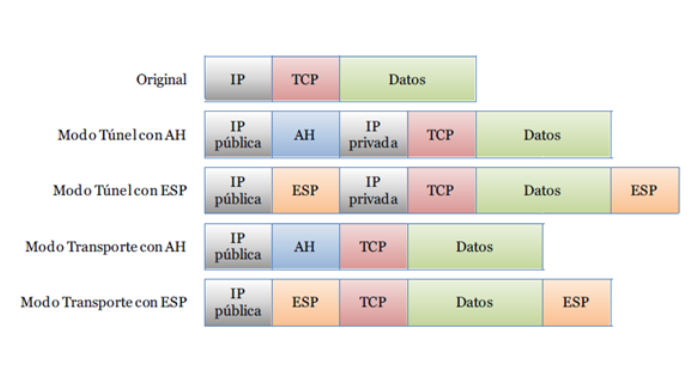 Original IP TCP Datos
Modo Túnel con AH IP pública AH IP privada TCP Datos
Modo Túnel con ESP IP pública ESP IP privada TCP Datos ESP
Modo Transporte con AH IP pública AH TCP Datos
Modo Transporte con ESP IP pública ESP TCP Datos ESP